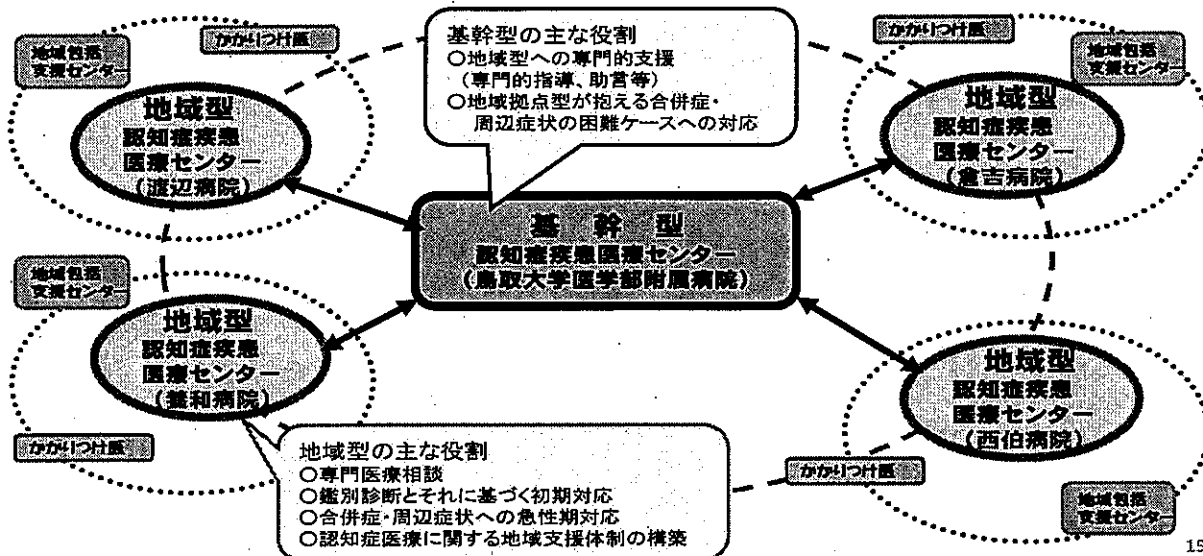 地域包括
支援センター
かかりつけ医
地域型
認知症疾患
医療センター
(渡辺病院)
基幹型の主な役割
○地域型への専門的支援
(専門的指導、助言等)
○地域拠点型が抱える合併症・
周辺症状の困難ケースへの対応
かかりつけ医
地域包括
支援センター
地域型
認知症疾患
医療センター
(倉吉病院)
基 幹 型
認知症疾患医療センター
(鳥取大学医学部附属病院)
地域包括
支援センター
地域型
認知症疾患
医療センター
(養和病院)
かかりつけ医
地域型の主な役割
○専門医療相談
○鑑別診断とそれに基づく初期対応
○合併症・周辺症状への急性期対応
○認知症医療に関する地域支援体制の構築
地域型
認知症疾患
医療センター
(西伯病院)
かかりつけ医
地域包括
支援センター